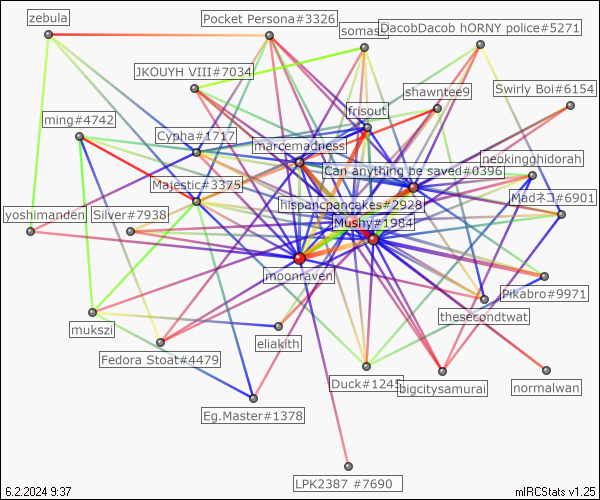 zebula
Pocket Persona#3326
somas
DacobDacob hORNY police#5271
JKOUYH VIII#7034
shawntee9
Swirly Boi#6154
frisout
ming#4742
Cypha#1717
marcemadness
neokingghidorah
Can anything be saved#0396
Majestic#3375
Madネコ#6901
hispancpancakes#2928
yoshimanden
Silver#7938
Mushy#1984
moonraven
Pikabro#9971
thesecondtwat
mukszi
eliakith
Fedora Stoat#4479
Duck#1245
bigcitysamurai
normalwan
Eg.Master#1378
LPK2387 #7690
6.2.2024 9:37
mIRCStats v1.25